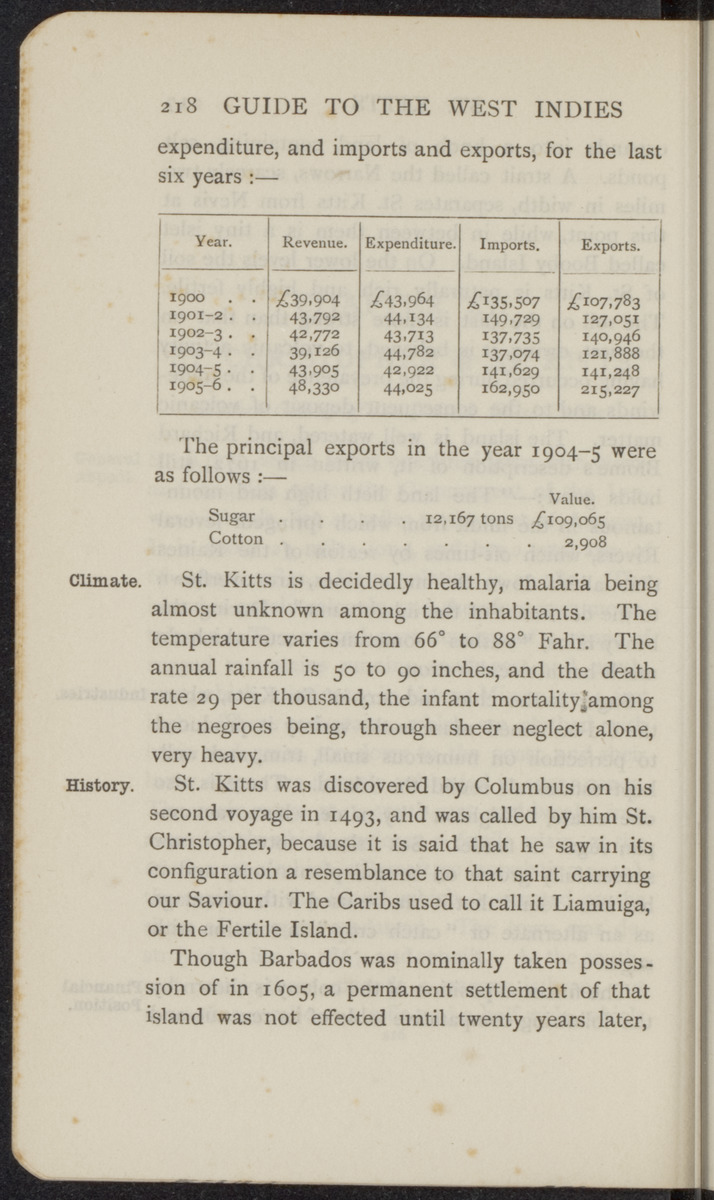 218 GUIDE TO THE WEST INDIES
expenditure, and imports and exports, for the last
six years :—
Year. Revenue. Expenditure. Imports. Exports.
1900 . . £39,904 £43,964 £135,507 £107,783
1901-2 . . 43,792 44,134 149,729 127,051
1902-3 . . 42,772 43,713 137,735 140,946
1903-4 . . 39,126 44,782 137,074 121,888
1904-5 . . 43,905 42,922 141,629 141,248
1905-6 . . 48,330 44,025 162,950 215,227
The principal exports in the year 1904-5 were
as follows :—
Value.
Sugar . . . . 12,167 tons £109,065
Cotton . . . . . . . 2,908
Climate. St. Kitts is decidedly healthy, malaria being
almost unknown among the inhabitants. The
temperature varies from 66° to 88° Fahr. The
annual rainfall is 50 to 90 inches, and the death
rate 29 per thousand, the infant mortality among
the negroes being, through sheer neglect alone,
very heavy.
History. St. Kitts was discovered by Columbus on his
second voyage in 1493, and was called by him St.
Christopher, because it is said that he saw in its
configuration a resemblance to that saint carrying
our Saviour. The Caribs used to call it Liamuiga,
or the Fertile Island.
Though Barbados was nominally taken posses-
sion of in 1605, a permanent settlement of that
island was not effected until twenty years later,